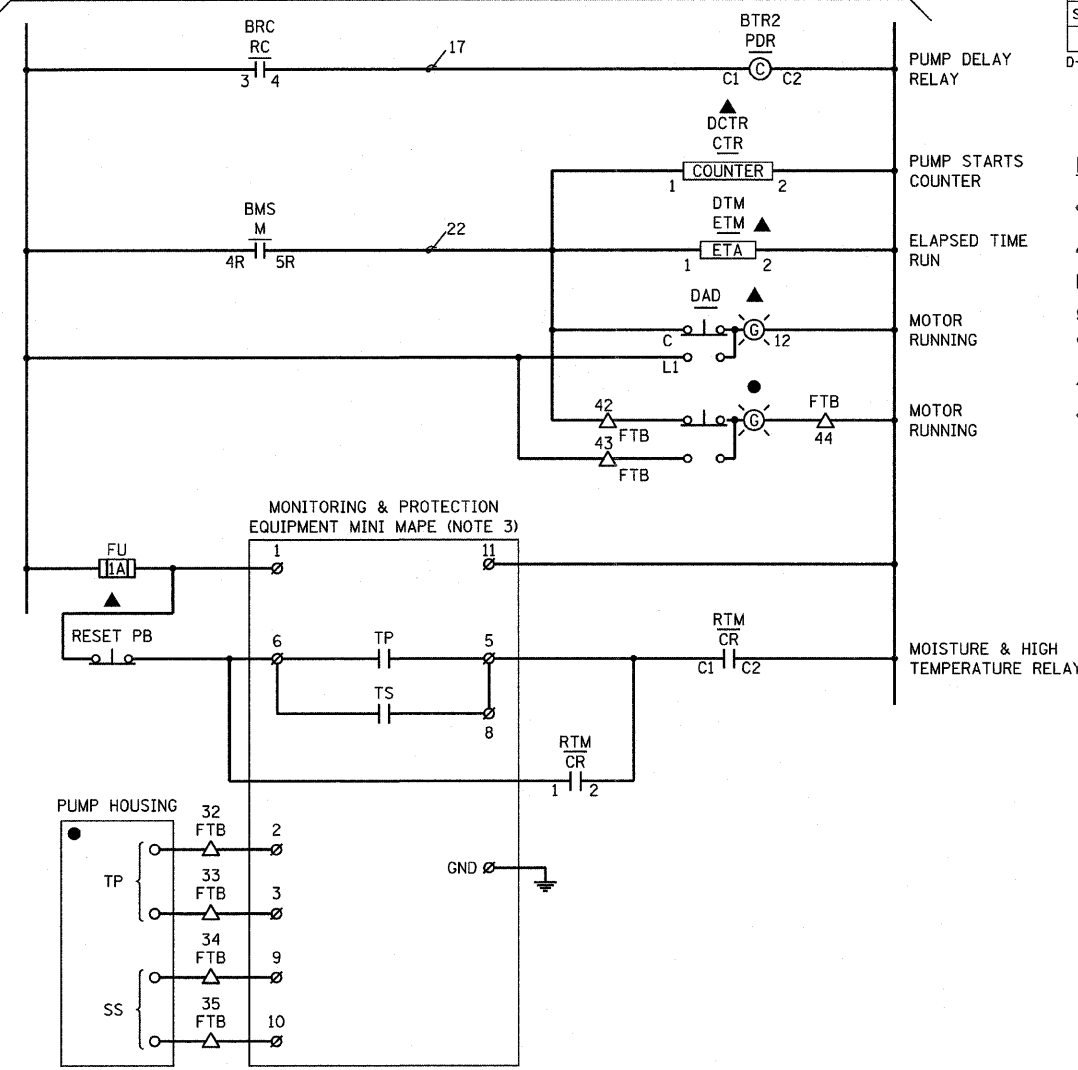 BRC
RC
3 4
17
BTR2
PDR
C1 C C2
PUMP DELAY
RELAY
DCTR
CTR
1 COUNTER 2
PUMP STARTS
COUNTER
BMS
M
4R 5R
22
DTM
ETM
1 ETA 2
ELAPSED TIME
RUN
DAD
C G 12
L1
MOTOR
RUNNING
42
FTB
43
FTB
G
FTB
44
MOTOR
RUNNING
MONITORING & PROTECTION
EQUIPMENT MINI MAPE (NOTE 3)
FU
1A
1
11
RESET PB
6
TP
5
TS
8
RTM
CR
C1 C2
MOISTURE & HIGH
TEMPERATURE RELAY
RTM
CR
1 2
PUMP HOUSING
TP
32
FTB
2
33
FTB
3
GND
SS
34
FTB
9
35
FTB
10